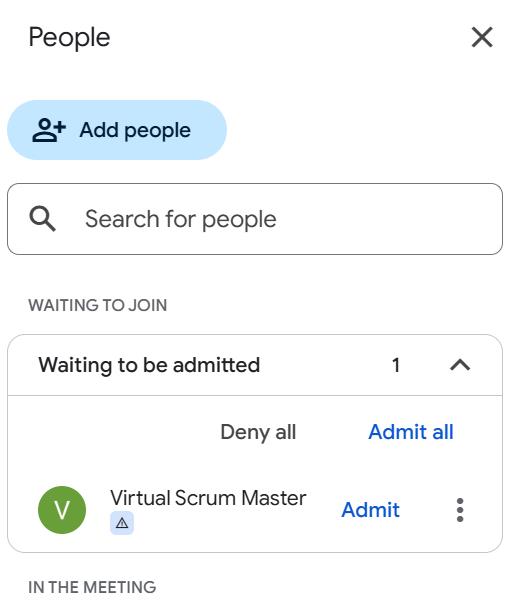 People
Add people
Search for people
WAITING TO JOIN
Waiting to be admitted 1
Deny all Admit all
V Virtual Scrum Master Admit
IN THE MEETING